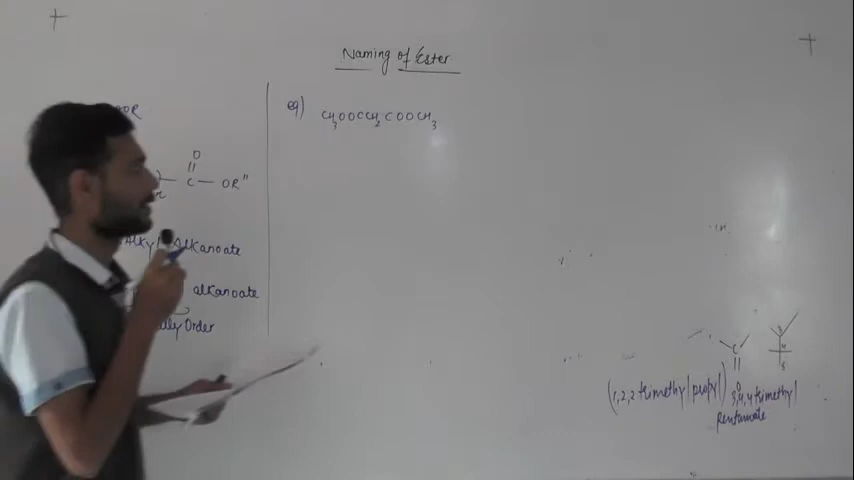 Naming of Ester
OR
eg) CH3OOCCH2COOCH3
O
||
— C — OR"
Alkyl alkanoate
alkanoate
Order
(1,2,2 trimethyl propyl) 3,4,4 trimethyl
Pentanoate
C
||
O